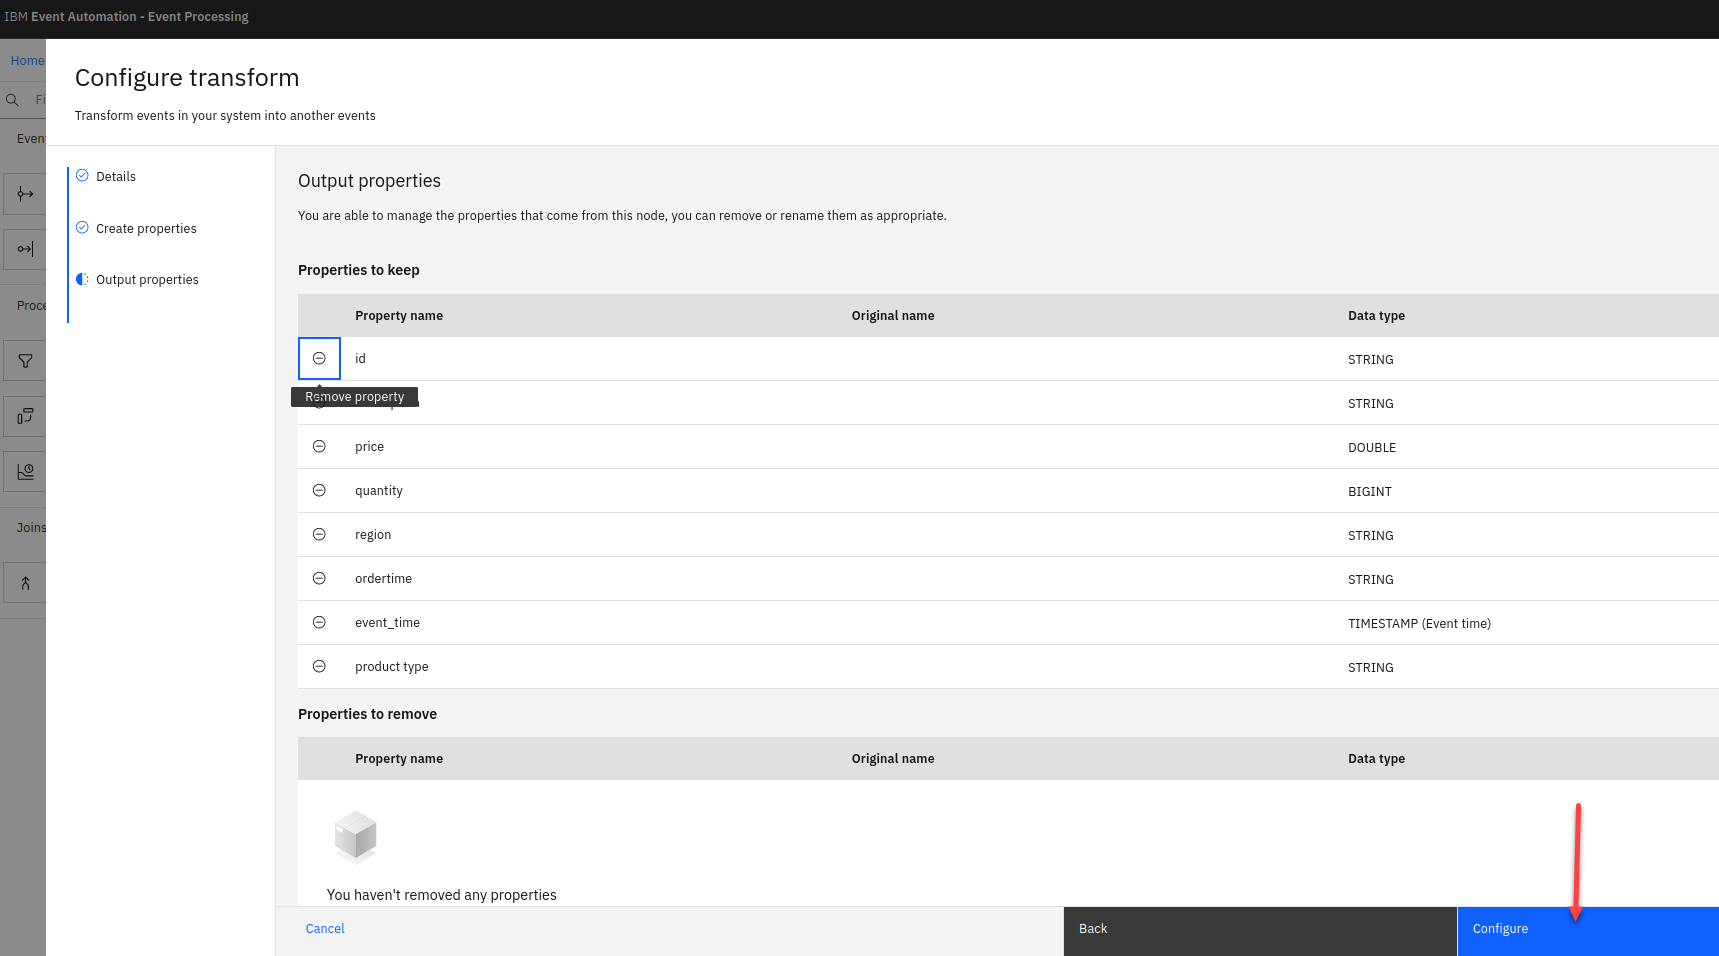 IBM Event Automation - Event Processing
Home
Configure transform
Transform events in your system into another events
Fi
Even
Proce
Joins
Details
Create properties
Output properties
Output properties
You are able to manage the properties that come from this node, you can remove or rename them as appropriate.
Properties to keep
Property name Original name Data type
id STRING
Remove property
STRING
price DOUBLE
quantity BIGINT
region STRING
ordertime STRING
event_time TIMESTAMP (Event time)
product type STRING
Properties to remove
Property name Original name Data type
You haven't removed any properties
Cancel Back Configure